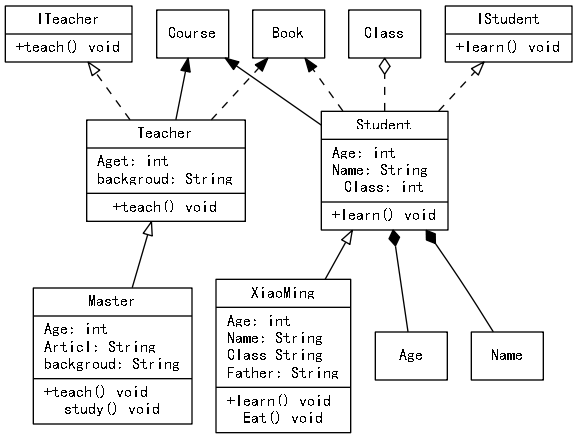 ITeacher
+teach() void
Course
Book
Class
IStudent
+learn() void
Teacher
Aget: int
backgroud: String
+teach() void
Student
Age: int
Name: String
Class: int
+learn() void
Master
Age: int
Articl: String
backgroud: String
+teach() void
study() void
XiaoMing
Age: int
Name: String
Class String
Father: String
+learn() void
Eat() void
Age
Name